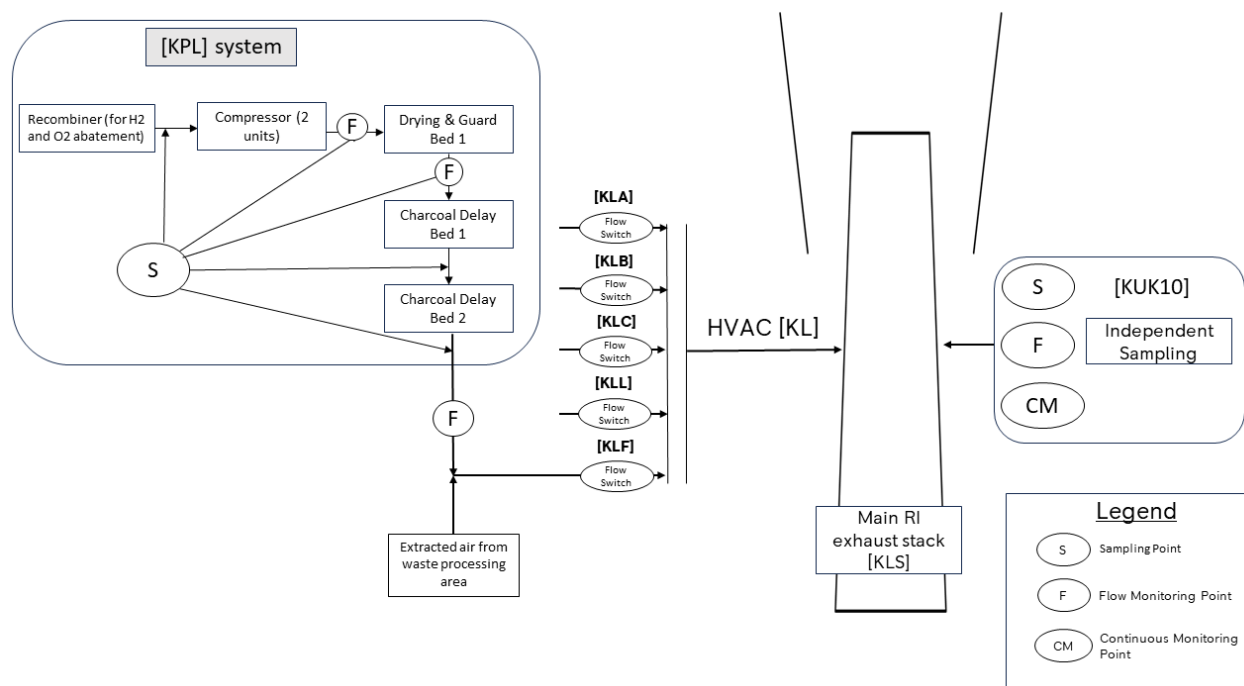 [KPL] system
Recombiner (for H2
and O2 abatement)
Compressor (2
units)
F
Drying & Guard
Bed 1
F
Charcoal Delay
Bed 1
S
Charcoal Delay
Bed 2
F
Extracted air from
waste processing
area
[KLA]
Flow
Switch
[KLB]
Flow
Switch
[KLC]
Flow
Switch
[KLL]
Flow
Switch
[KLF]
Flow
Switch
HVAC [KL]
Main RI
exhaust stack
[KLS]
S
[KUK10]
F
Independent
Sampling
CM
Legend
S
Sampling Point
F
Flow Monitoring Point
CM
Continuous Monitoring
Point